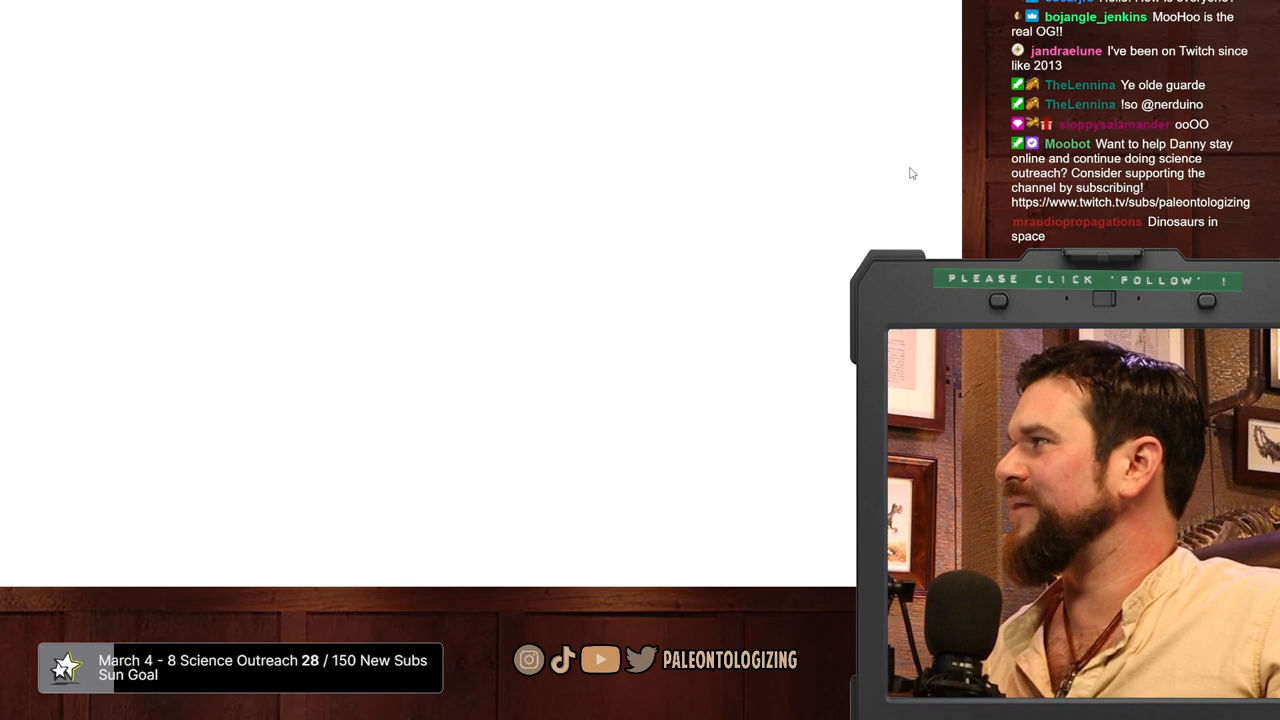 bojangle_jenkins MooHoo is the
real OG!!
jandraelune I've been on Twitch since
like 2013
TheLennina Ye olde guarde
TheLennina !so @nerduino
sloppysalamander ooOO
Moobot Want to help Danny stay
online and continue doing science
outreach? Consider supporting the
channel by subscribing!
https://www.twitch.tv/subs/paleontologizing
mraudiopropagations Dinosaurs in
space
PLEASE CLICK 'FOLLOW' !
March 4 - 8 Science Outreach 28 / 150 New Subs
Sun Goal
PALEONTOLOGIZING